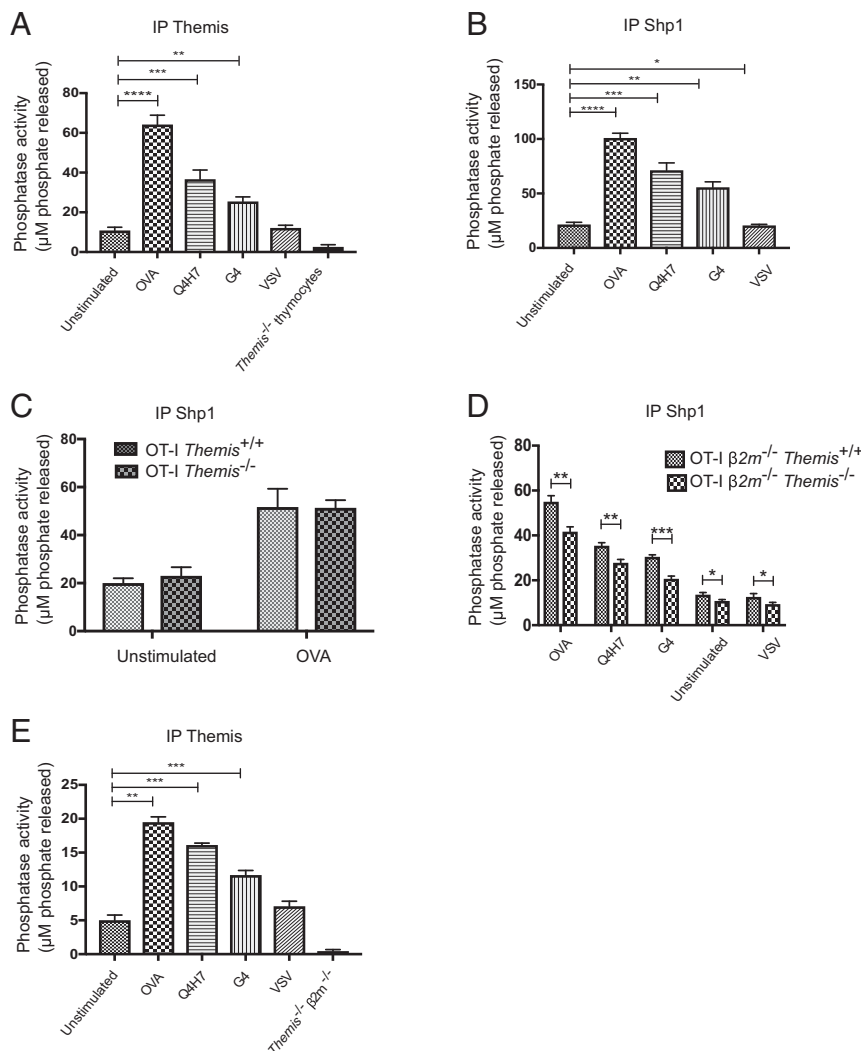 A
IP Themis
**
***
****
Phosphatase activity
(µM phosphate released)
80
60
40
20
0
Unstimulated
OVA
Q4H7
G4
VSV
Themis-/- thymocytes
B
IP Shp1
*
**
***
****
Phosphatase activity
(µM phosphate released)
150
100
50
0
Unstimulated
OVA
Q4H7
G4
VSV
C
IP Shp1
OT-I Themis+/+
OT-I Themis-/-
Phosphatase activity
(µM phosphate released)
80
60
40
20
0
Unstimulated
OVA
D
IP Shp1
OT-I β2m-/- Themis+/+
OT-I β2m-/- Themis-/-
** ** *** * *
Phosphatase activity
(µM phosphate released)
80
60
40
20
0
OVA
Q4H7
G4
Unstimulated
VSV
E
IP Themis
***
***
**
Phosphatase activity
(µM phosphate released)
25
20
15
10
5
0
Unstimulated
OVA
Q4H7
G4
VSV
Themis-/- β2m-/-